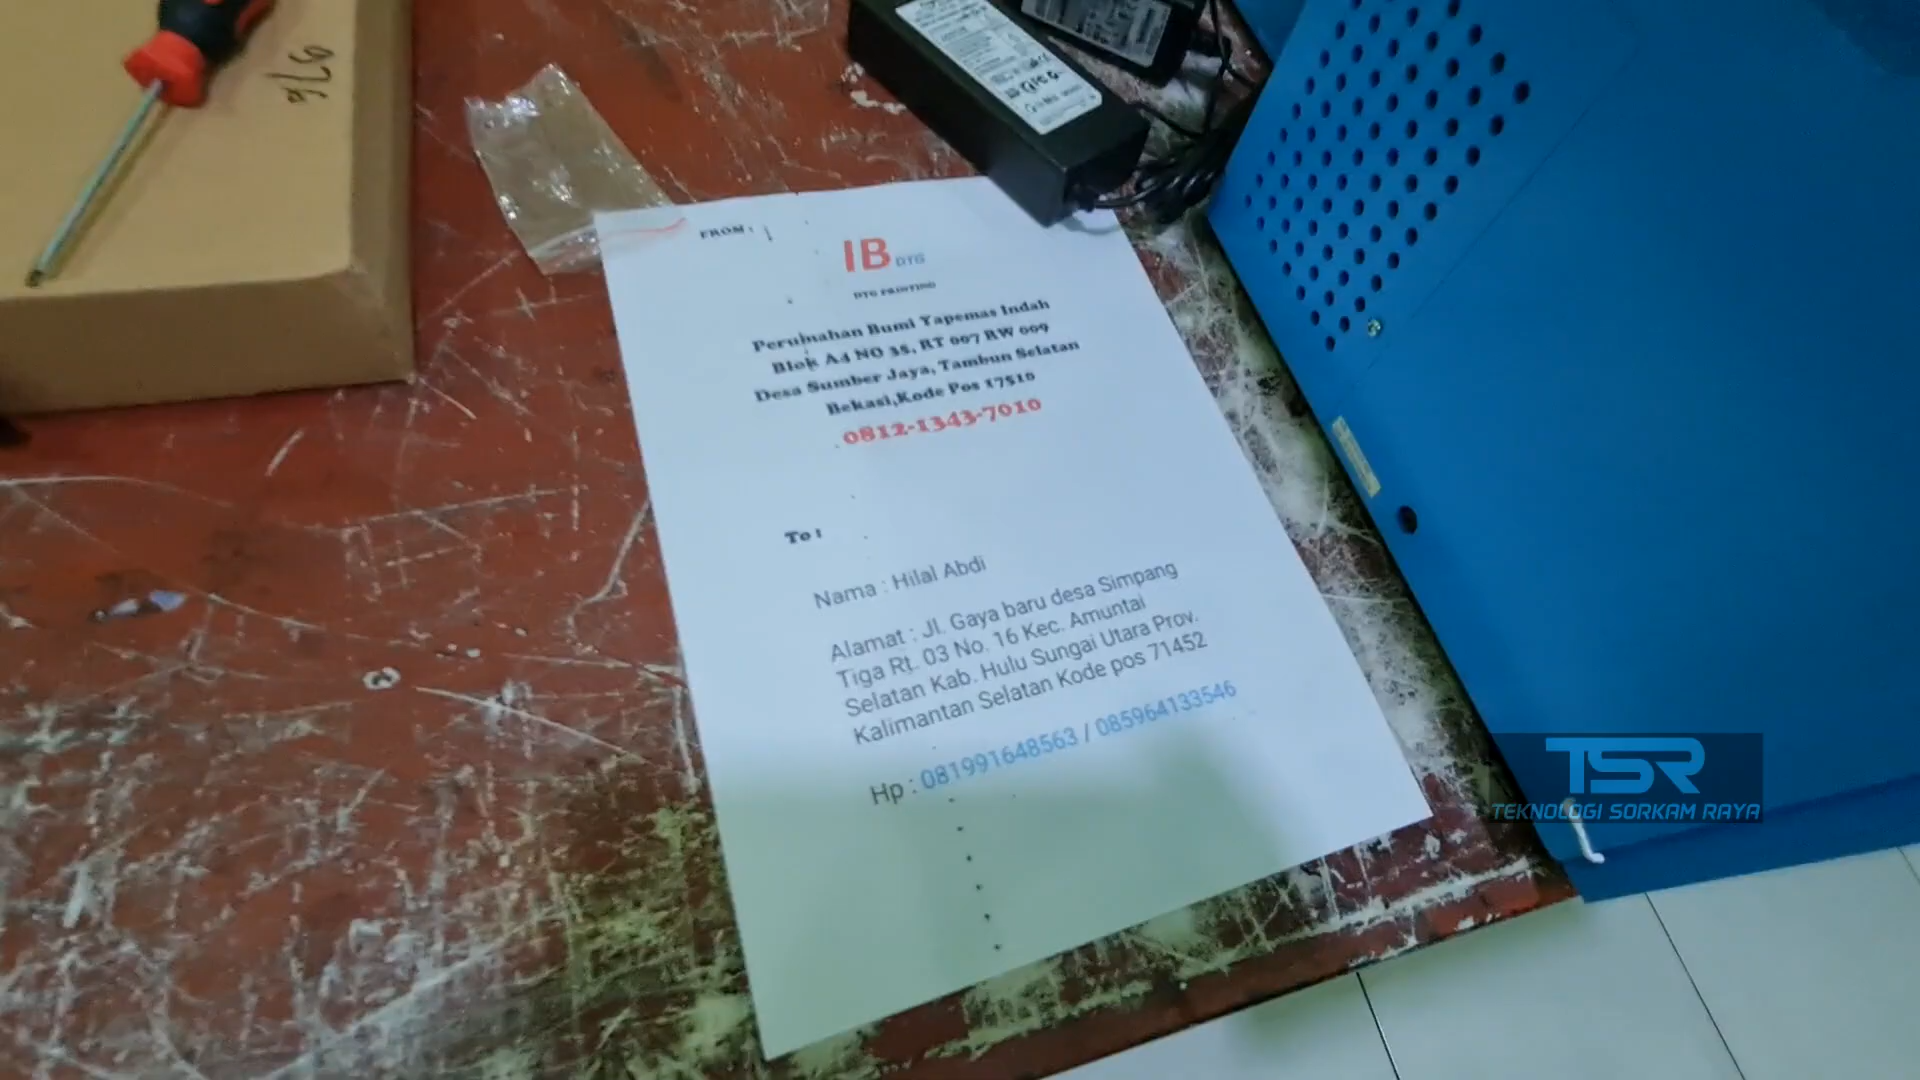 976
FROM :
IB DTG
DTG PRINTING
Perumahan Bumi Yapemas Indah
Blok A4 NO 35, RT 007 RW 009
Desa Sumber Jaya, Tambun Selatan
Bekasi,Kode Pos 17510
0812-1343-7010
To :
Nama : Hilal Abdi
Alamat : Jl. Gaya baru desa Simpang
Tiga Rt. 03 No. 16 Kec. Amuntai
Selatan Kab. Hulu Sungai Utara Prov.
Kalimantan Selatan Kode pos 71452
Hp : 081991648563 / 085964133546
TSR
TEKNOLOGI SORKAM RAYA